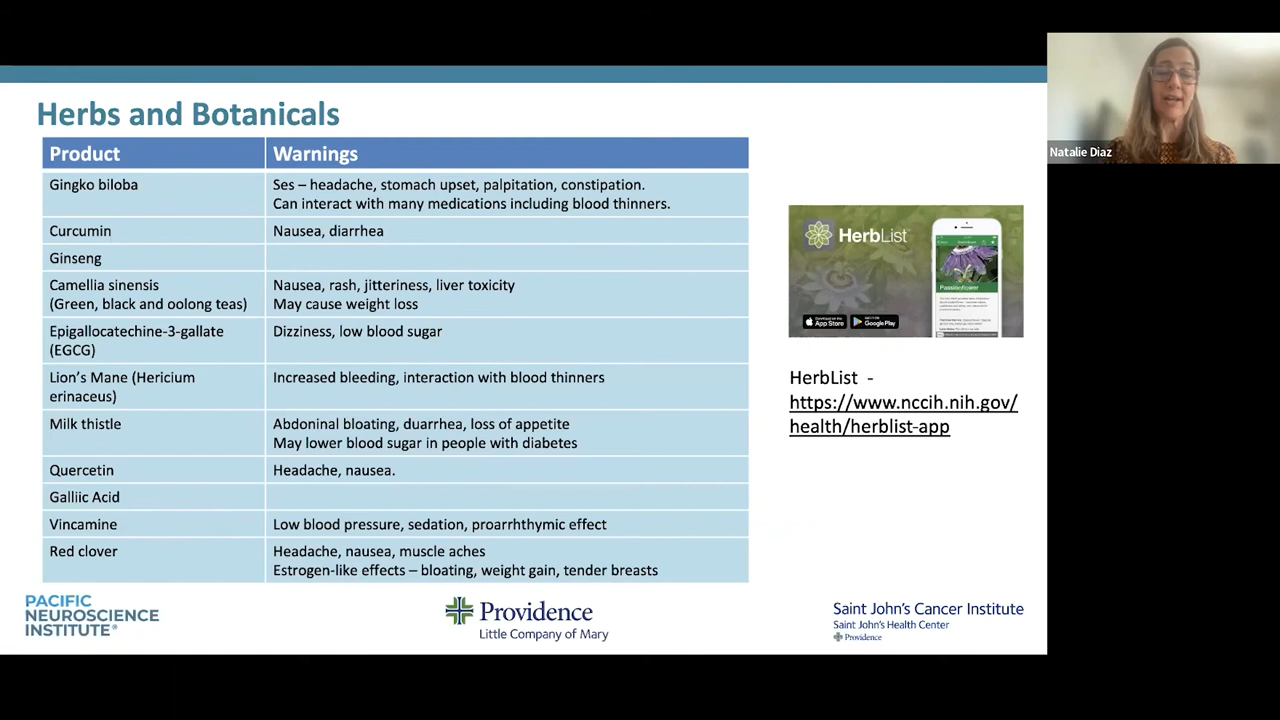 Herbs and Botanicals
Product Warnings
Gingko biloba Ses – headache, stomach upset, palpitation, constipation.
Can interact with many medications including blood thinners.
Curcumin Nausea, diarrhea
Ginseng
Camellia sinensis Nausea, rash, jitteriness, liver toxicity
(Green, black and oolong teas) May cause weight loss
Epigallocatechine-3-gallate Dizziness, low blood sugar
(EGCG)
Lion's Mane (Hericium Increased bleeding, interaction with blood thinners
erinaceus)
Milk thistle Abdoninal bloating, duarrhea, loss of appetite
May lower blood sugar in people with diabetes
Quercetin Headache, nausea.
Galliic Acid
Vincamine Low blood pressure, sedation, proarrhthymic effect
Red clover Headache, nausea, muscle aches
Estrogen-like effects – bloating, weight gain, tender breasts
HerbList
Passionflower
App Store Google Play
HerbList -
https://www.nccih.nih.gov/
health/herblist-app
Natalie Diaz
PACIFIC
NEUROSCIENCE
INSTITUTE®
Providence
Little Company of Mary
Saint John's Cancer Institute
Saint John's Health Center
Providence